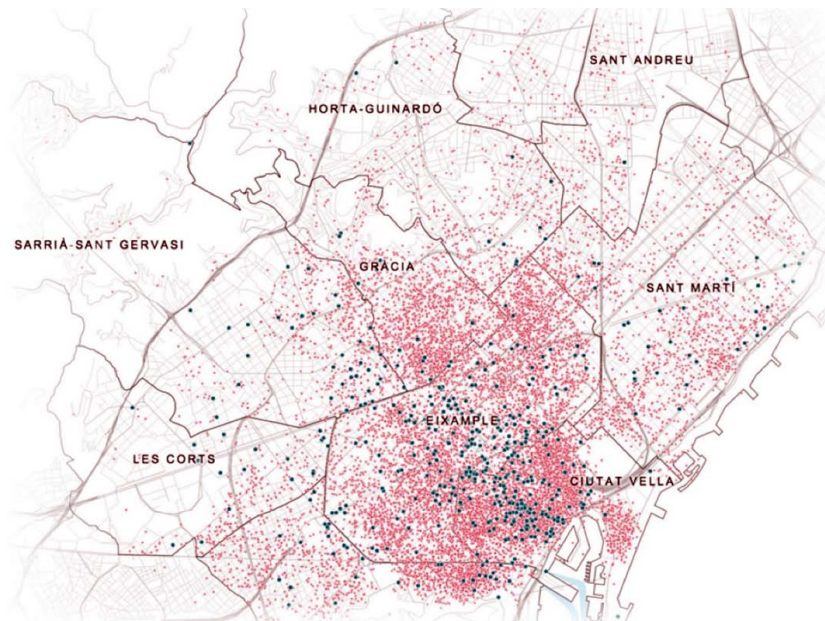 SANT ANDREU
HORTA-GUINARDÓ
SARRIÀ-SANT GERVASI
GRÀCIA
SANT MARTÍ
EIXAMPLE
LES CORTS
CIUTAT VELLA